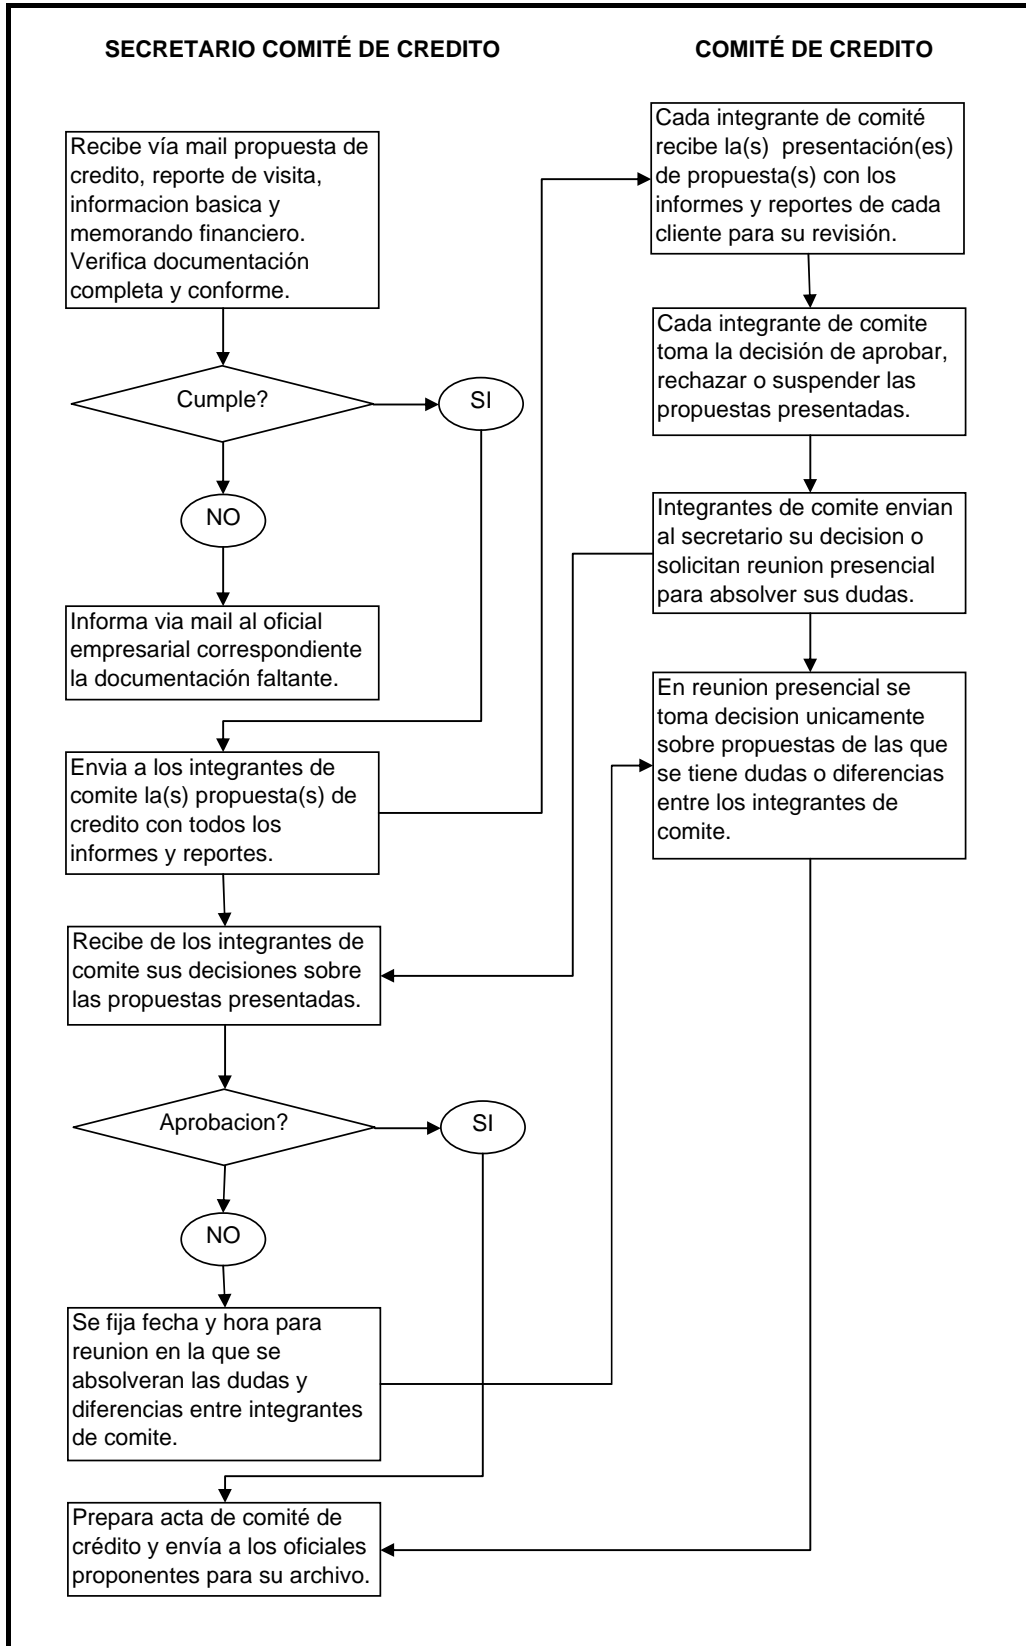 SECRETARIO COMITÉ DE CREDITO
COMITÉ DE CREDITO
Recibe vía mail propuesta de
credito, reporte de visita,
informacion basica y
memorando financiero.
Verifica documentación
completa y conforme.
Cumple?
SI
NO
Informa via mail al oficial
empresarial correspondiente
la documentación faltante.
Envia a los integrantes de
comite la(s) propuesta(s) de
credito con todos los
informes y reportes.
Recibe de los integrantes de
comite sus decisiones sobre
las propuestas presentadas.
Aprobacion?
SI
NO
Se fija fecha y hora para
reunion en la que se
absolveran las dudas y
diferencias entre integrantes
de comite.
Prepara acta de comité de
crédito y envía a los oficiales
proponentes para su archivo.
Cada integrante de comité
recibe la(s) presentación(es)
de propuesta(s) con los
informes y reportes de cada
cliente para su revisión.
Cada integrante de comite
toma la decisión de aprobar,
rechazar o suspender las
propuestas presentadas.
Integrantes de comite envian
al secretario su decision o
solicitan reunion presencial
para absolver sus dudas.
En reunion presencial se
toma decision unicamente
sobre propuestas de las que
se tiene dudas o diferencias
entre los integrantes de
comite.